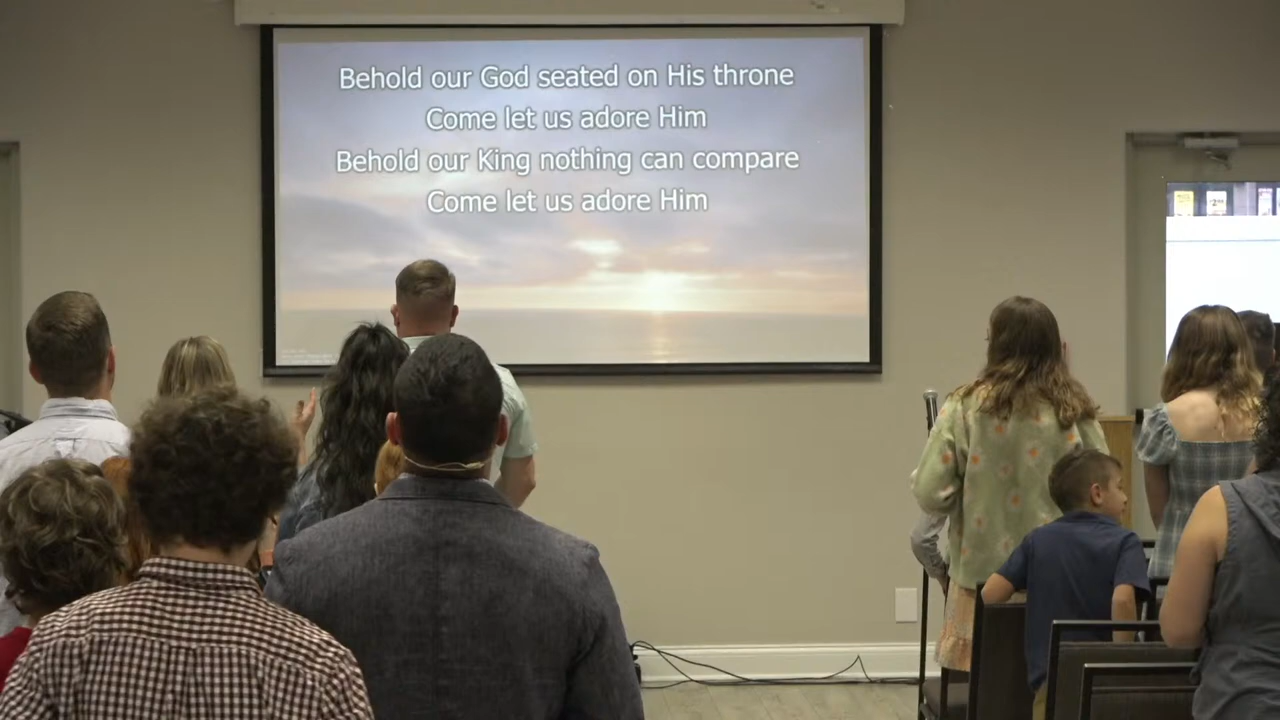 Behold our God seated on His throne
Come let us adore Him
Behold our King nothing can compare
Come let us adore Him